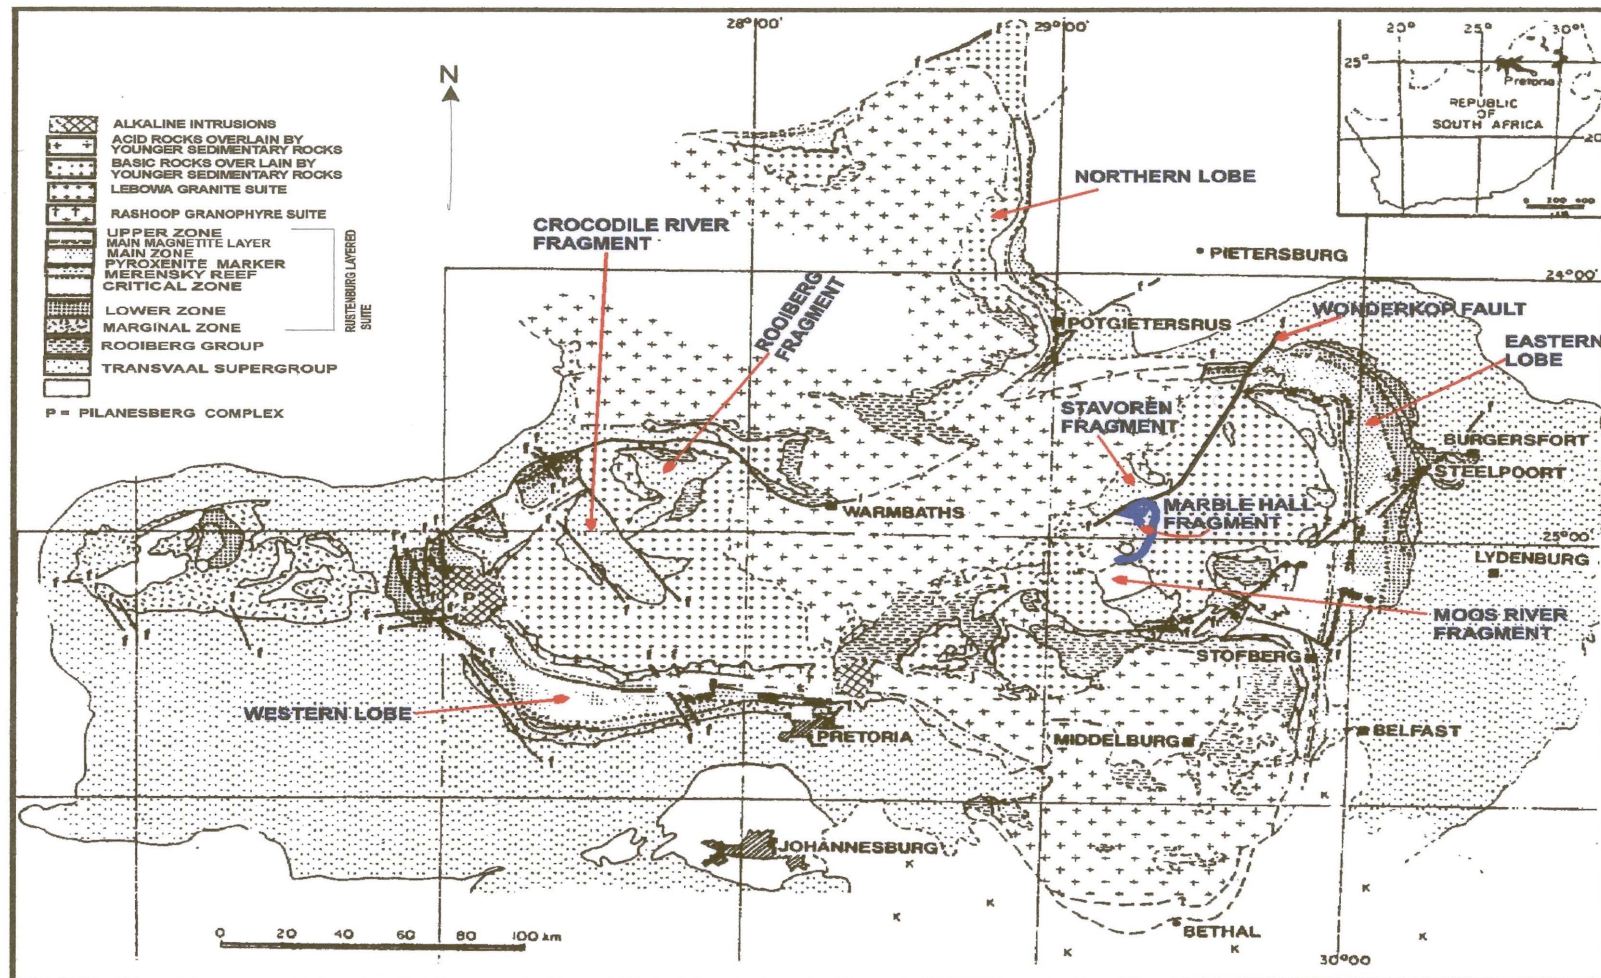 28°00'
29°00'
20°
25°
30°
25°
Pretoria
REPUBLIC
OF
SOUTH AFRICA
20
0 200 400
N
ALKALINE INTRUSIONS
ACID ROCKS OVERLAIN BY
YOUNGER SEDIMENTARY ROCKS
BASIC ROCKS OVER LAIN BY
YOUNGER SEDIMENTARY ROCKS
LEBOWA GRANITE SUITE
RASHOOP GRANOPHYRE SUITE
UPPER ZONE
MAIN MAGNETITE LAYER
MAIN ZONE
PYROXENITE MARKER
MERENSKY REEF
CRITICAL ZONE
LOWER ZONE
MARGINAL ZONE
RUSTENBURG LAYERED
SUITE
ROOIBERG GROUP
TRANSVAAL SUPERGROUP
P = PILANESBERG COMPLEX
CROCODILE RIVER
FRAGMENT
ROOIBERG
FRAGMENT
NORTHERN LOBE
PIETERSBURG
24°00'
POTGIETERSRUS
WONDERKOP FAULT
EASTERN
LOBE
STAVOREN
FRAGMENT
BURGERSFORT
STEELPOORT
WARMBATHS
MARBLE HALL
FRAGMENT
25°00'
LYDENBURG
P
MOOS RIVER
FRAGMENT
STOFBERG
WESTERN LOBE
PRETORIA
MIDDELBURG
BELFAST
JOHANNESBURG
K
K
K
K
K
K
BETHAL
0 20 40 60 80 100 km
30°00